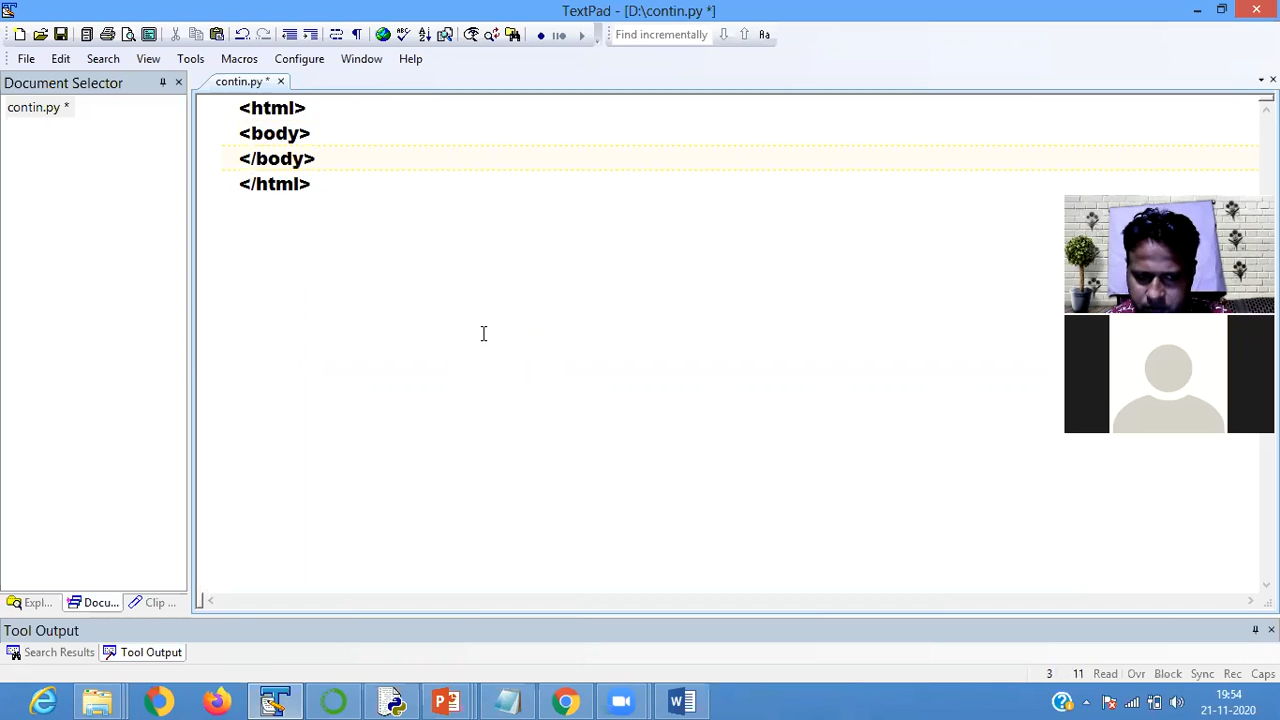 TextPad - [D:\contin.py *]
Find incrementally
Aa
File Edit Search View Tools Macros Configure Window Help
Document Selector
contin.py *
contin.py *
<html>
<body>
</body>
</html>
Expl...
Docu...
Clip ...
Tool Output
Search Results
Tool Output
3 11 Read Ovr Block Sync Rec Caps
19:54
21-11-2020